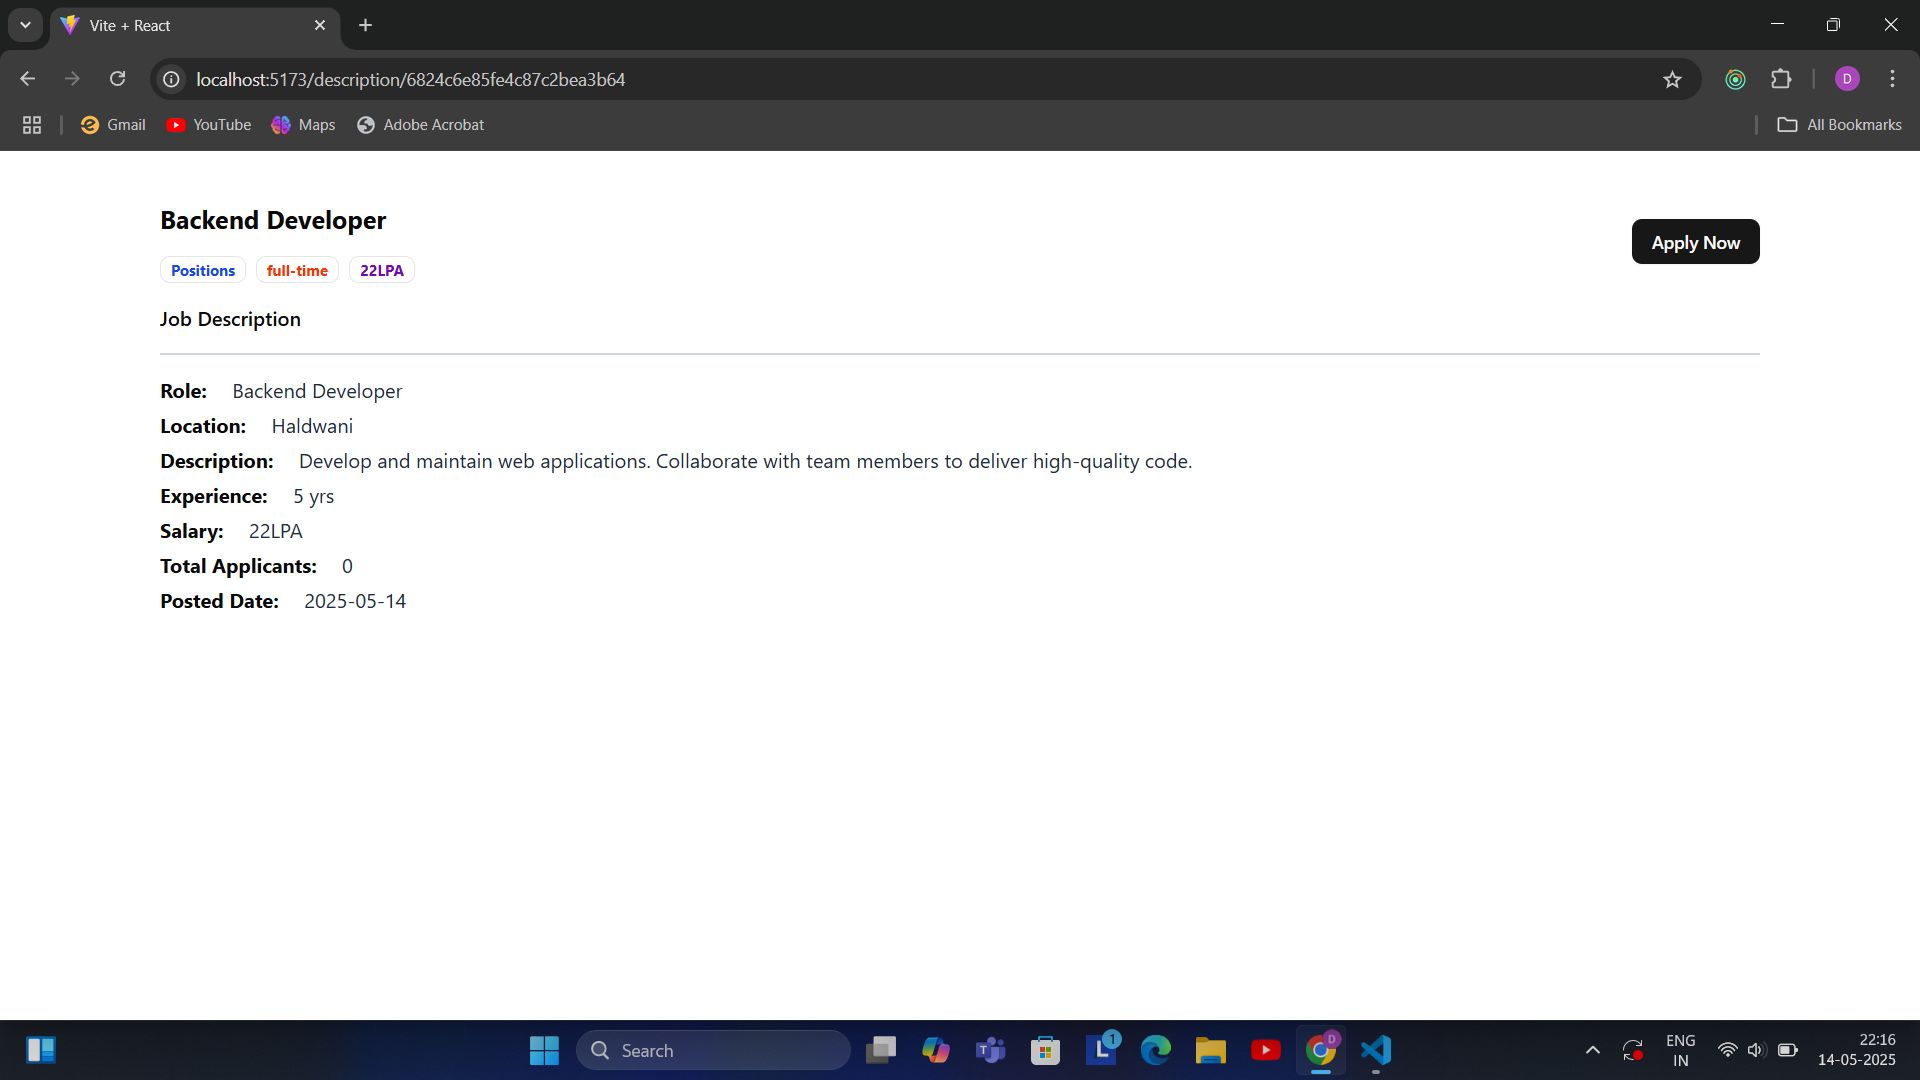 Vite + React
localhost:5173/description/6824c6e85fe4c87c2bea3b64
D
Gmail YouTube Maps Adobe Acrobat All Bookmarks
Backend Developer
Apply Now
Positions full-time 22LPA
Job Description
Role: Backend Developer
Location: Haldwani
Description: Develop and maintain web applications. Collaborate with team members to deliver high-quality code.
Experience: 5 yrs
Salary: 22LPA
Total Applicants: 0
Posted Date: 2025-05-14
Search
T
L
1
D
ENG
IN
22:16
14-05-2025